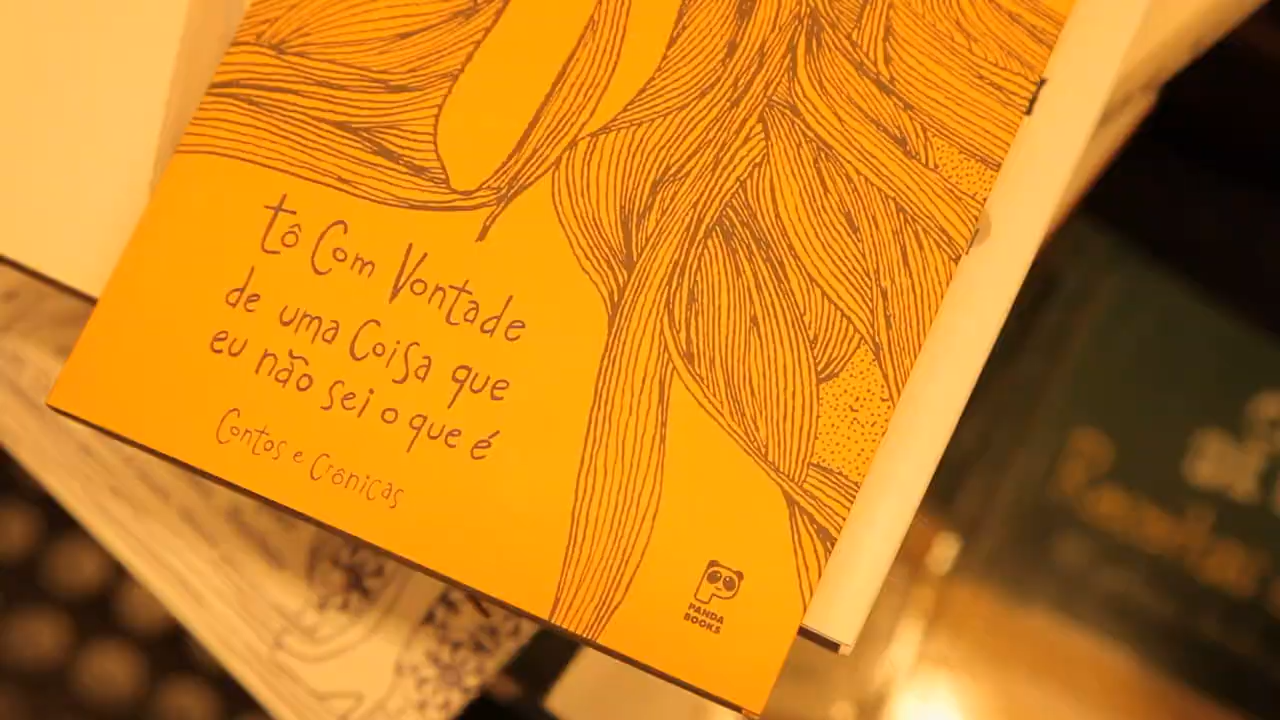 tô Com Vontade
de uma Coisa que
eu não sei o que é
Contos e Crônicas
PANDA
BOOKS